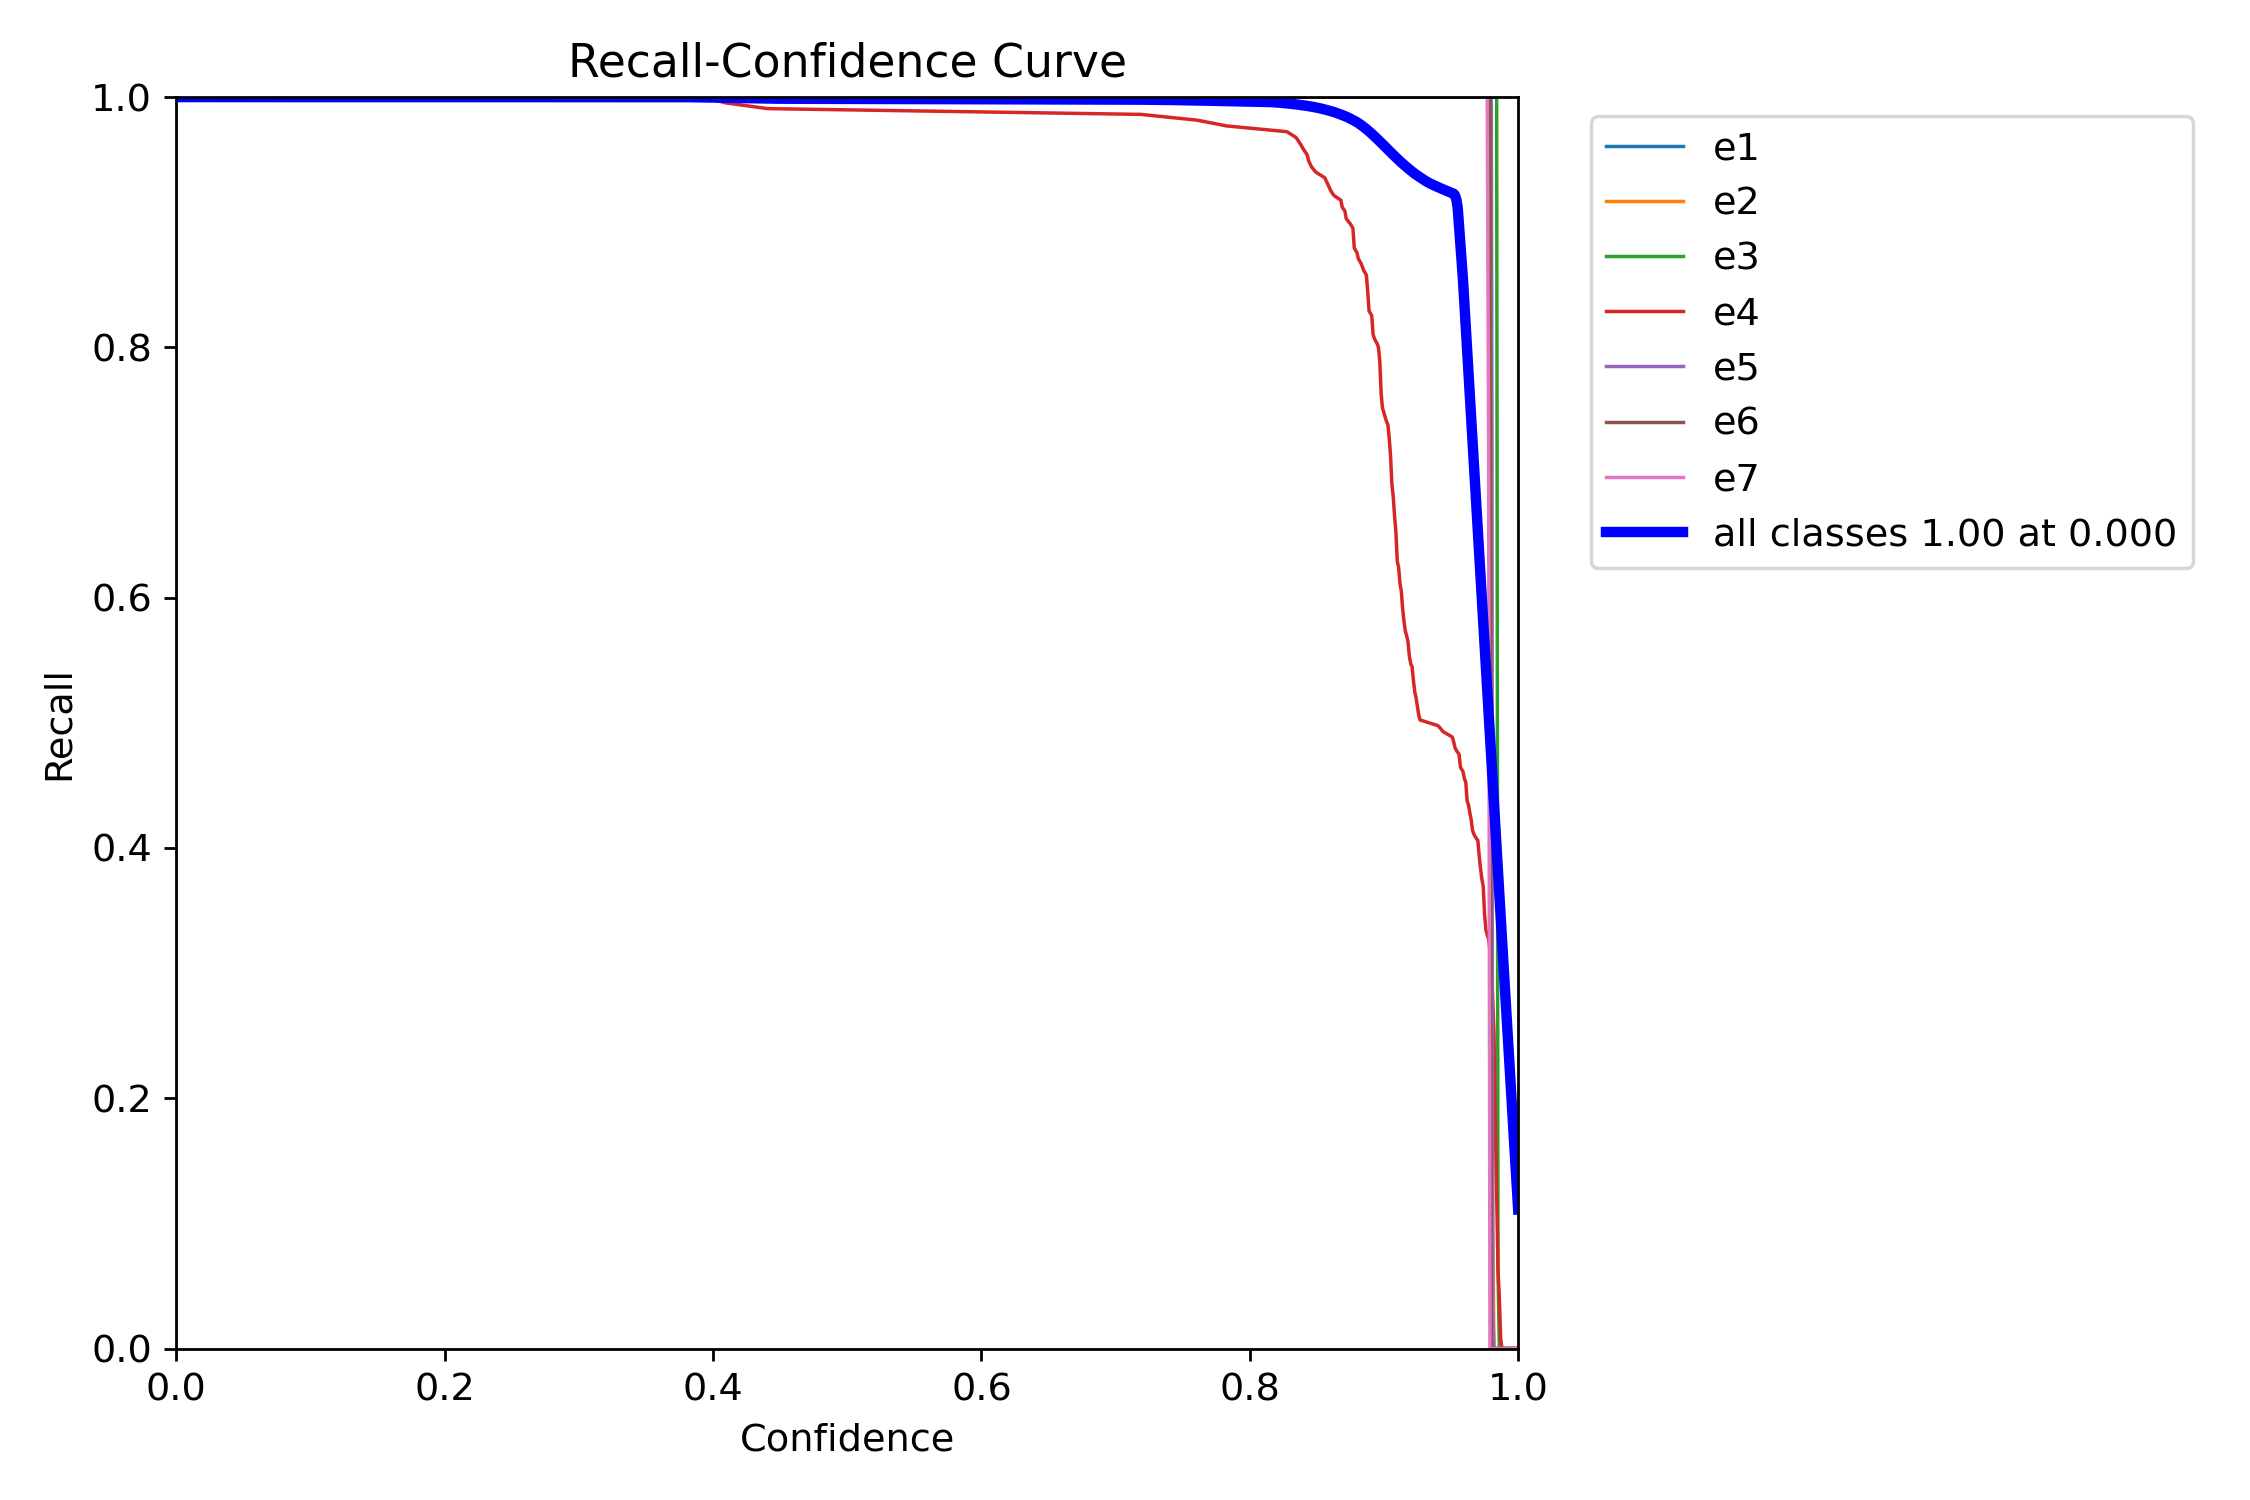 Recall-Confidence Curve
1.0
0.8
0.6
0.4
0.2
0.0
Recall
0.0 0.2 0.4 0.6 0.8 1.0
Confidence
e1
e2
e3
e4
e5
e6
e7
all classes 1.00 at 0.000